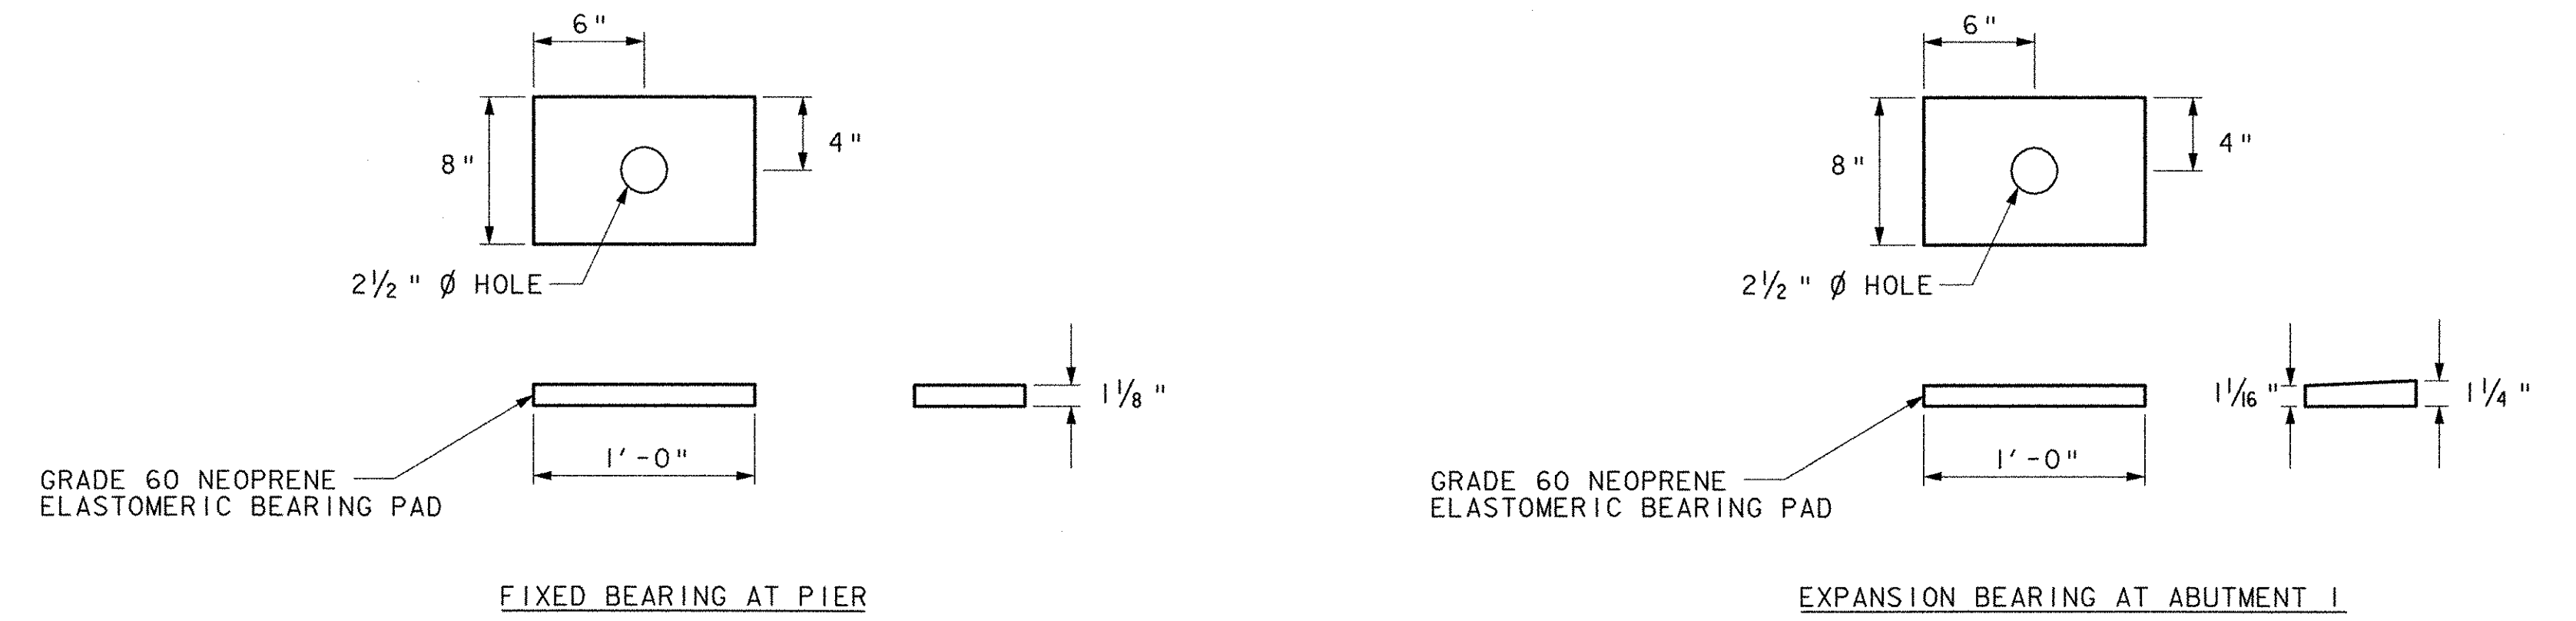 6"
8"
4"
2½" Ø HOLE
1⅛"
1'-0"
GRADE 60 NEOPRENE
ELASTOMERIC BEARING PAD
FIXED BEARING AT PIER
6"
8"
4"
2½" Ø HOLE
1 1/16"
1¼"
1'-0"
GRADE 60 NEOPRENE
ELASTOMERIC BEARING PAD
EXPANSION BEARING AT ABUTMENT 1